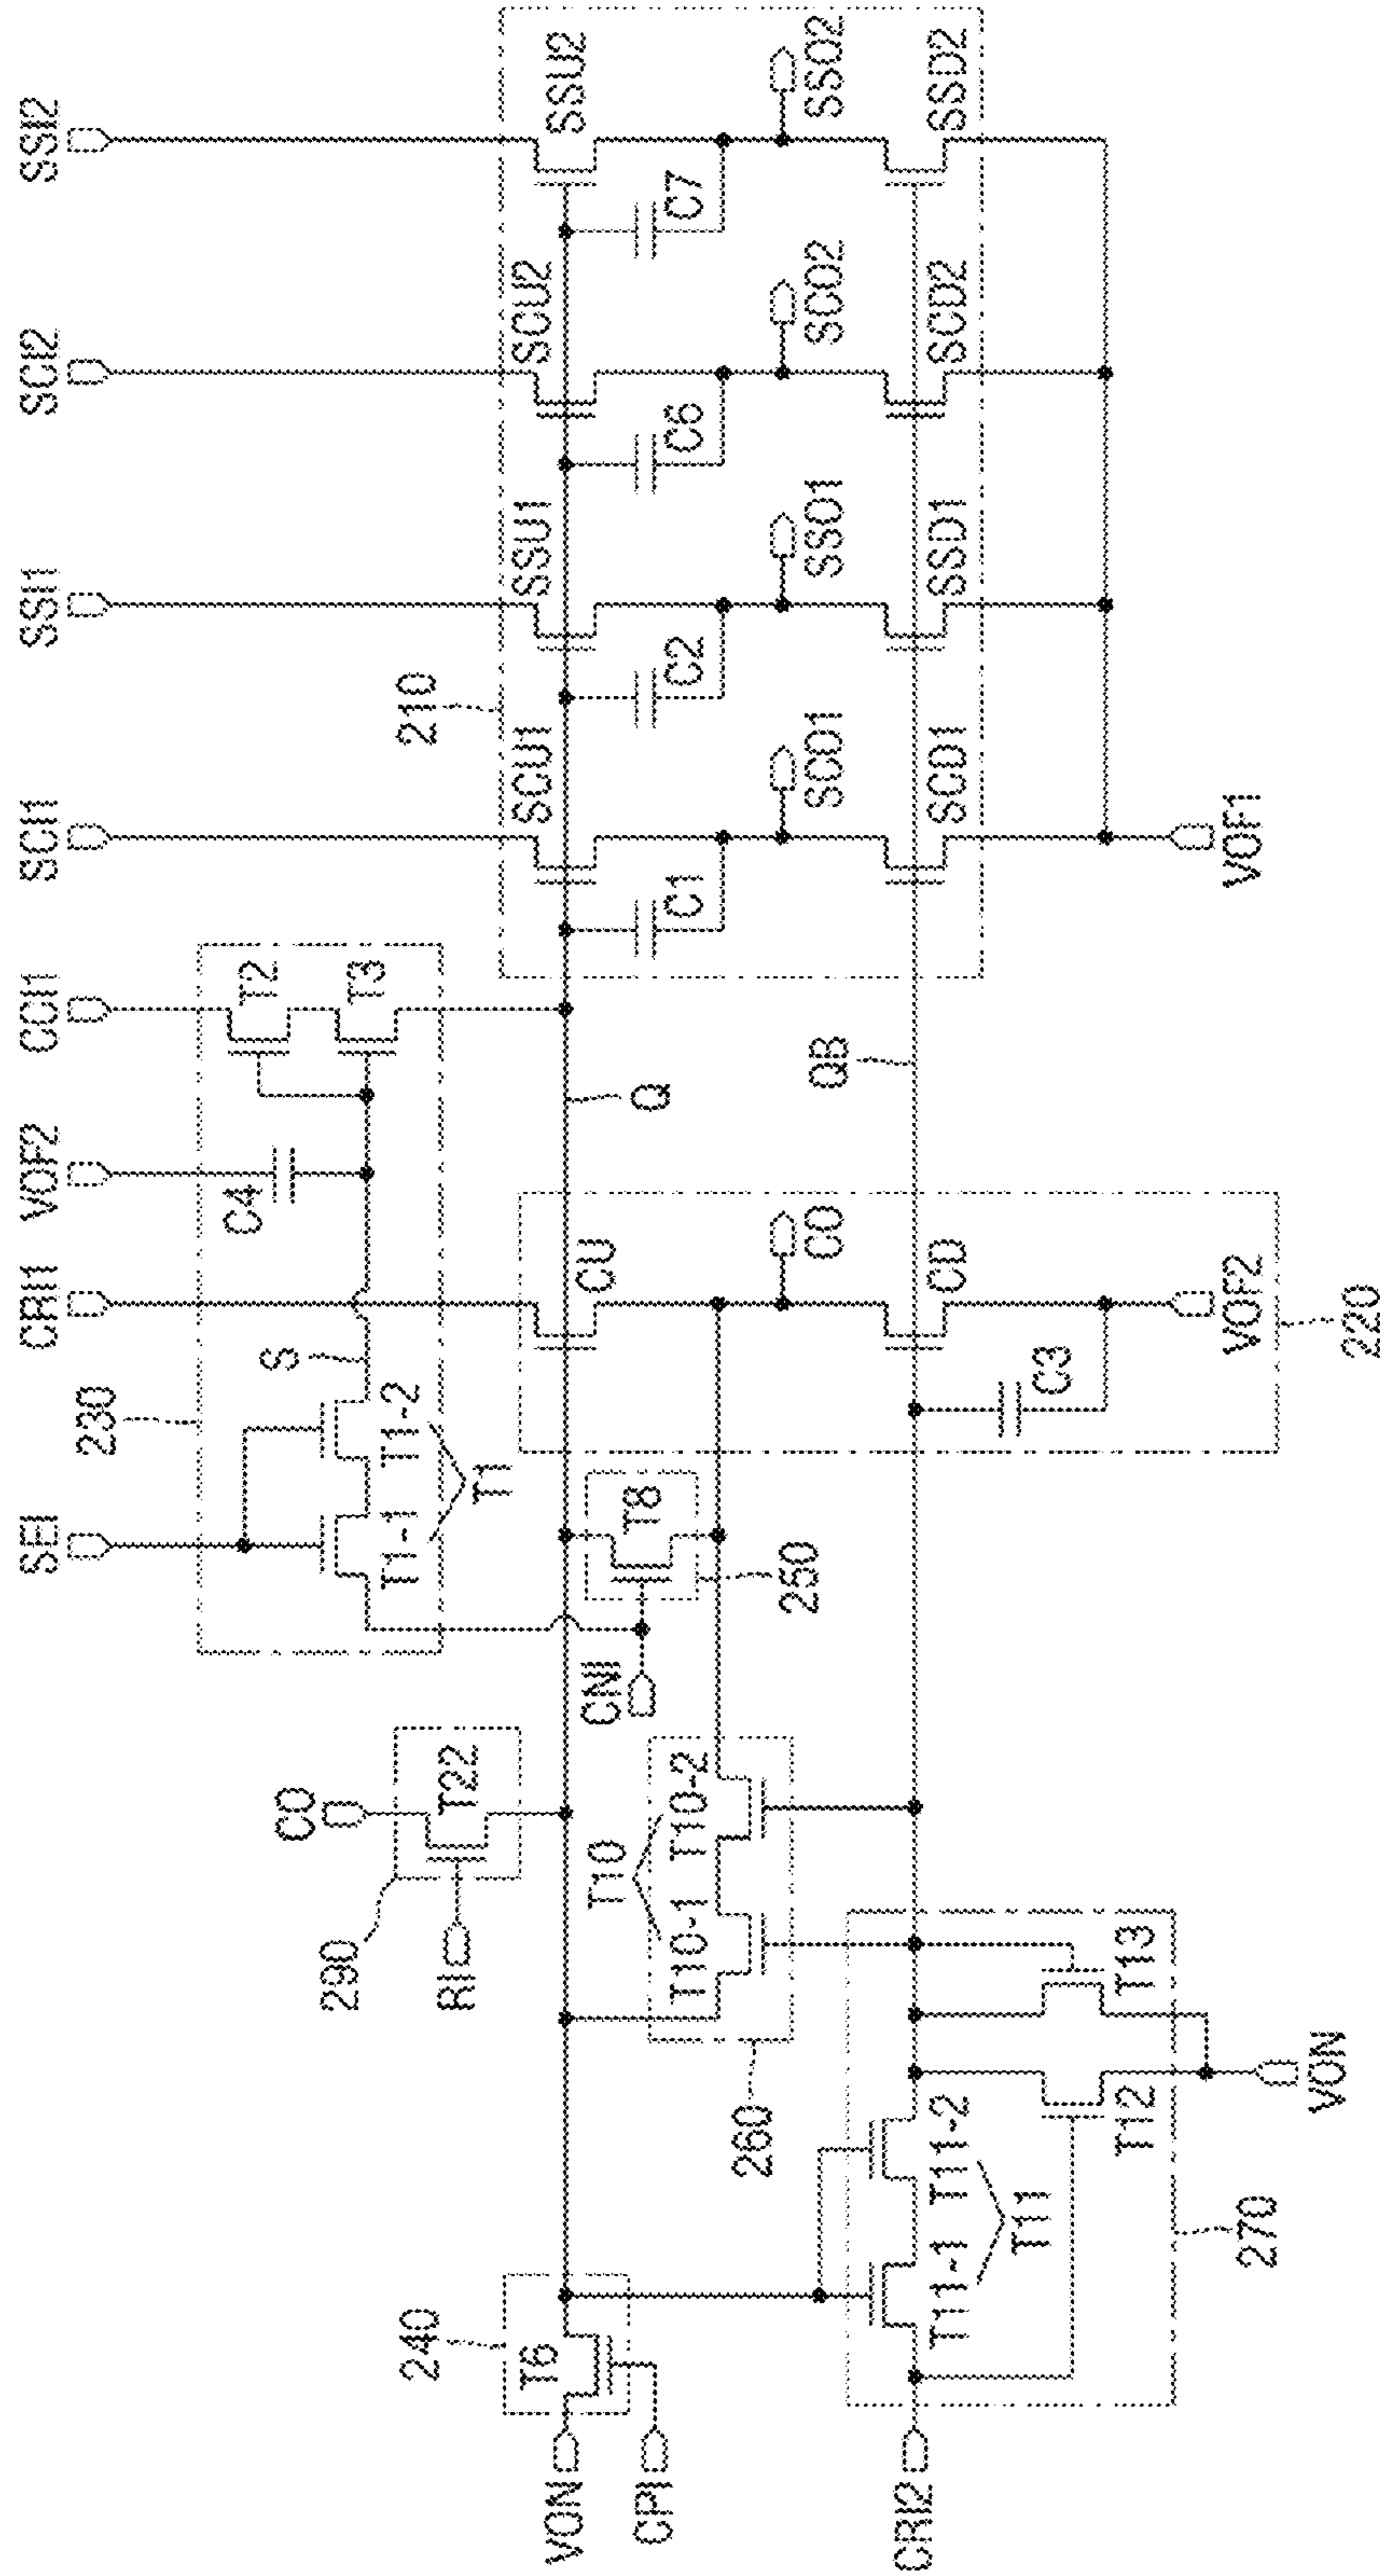 SEI
CRI1
VOF2
CCI1
SCI1
SSI1
SCI2
SSI2
230
S
C4
T2
T3
T1-1
T1-2
T1
210
CO
290
T22
RI
240
T6
VON
CPI
CNI
T8
250
CU
Q
SCU1
SSU1
SCU2
SSU2
C1
C2
C6
C7
T10
T10-1
T10-2
260
CO
SCO1
SSO1
SCO2
SSO2
QB
CD
SCD1
SSD1
SCD2
SSD2
C3
CRI2
T11-1
T11-2
T11
T12
T13
270
VON
VOF2
220
VOF1